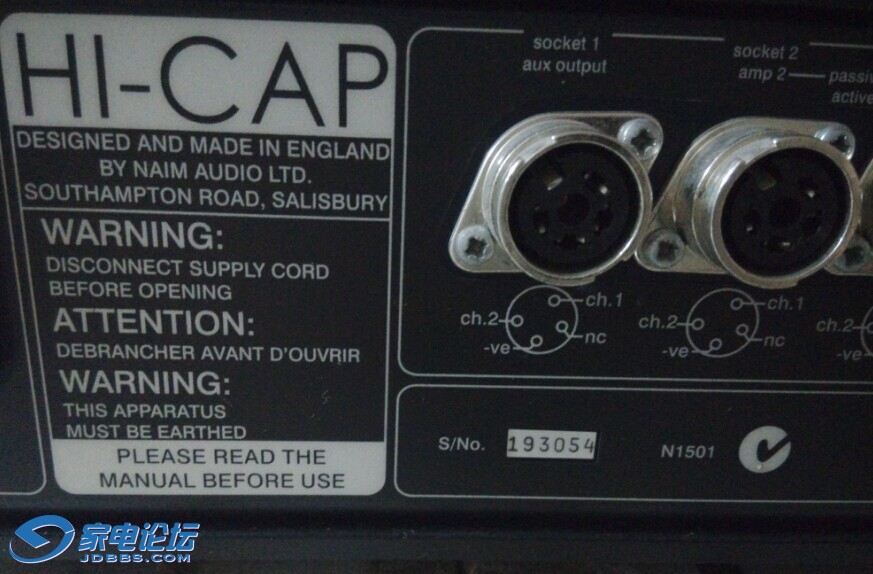 HI-CAP
DESIGNED AND MADE IN ENGLAND
BY NAIM AUDIO LTD.
SOUTHAMPTON ROAD, SALISBURY
WARNING:
DISCONNECT SUPPLY CORD
BEFORE OPENING
ATTENTION:
DEBRANCHER AVANT D'OUVRIR
WARNING:
THIS APPARATUS
MUST BE EARTHED
PLEASE READ THE
MANUAL BEFORE USE
socket 1
aux output
socket 2
amp 2
active
ch.1
ch.2
nc
-ve
ch.1
ch.2
nc
-ve
ch.2
-ve
S/No. 193054
N1501
家电论坛
JDBBS.COM